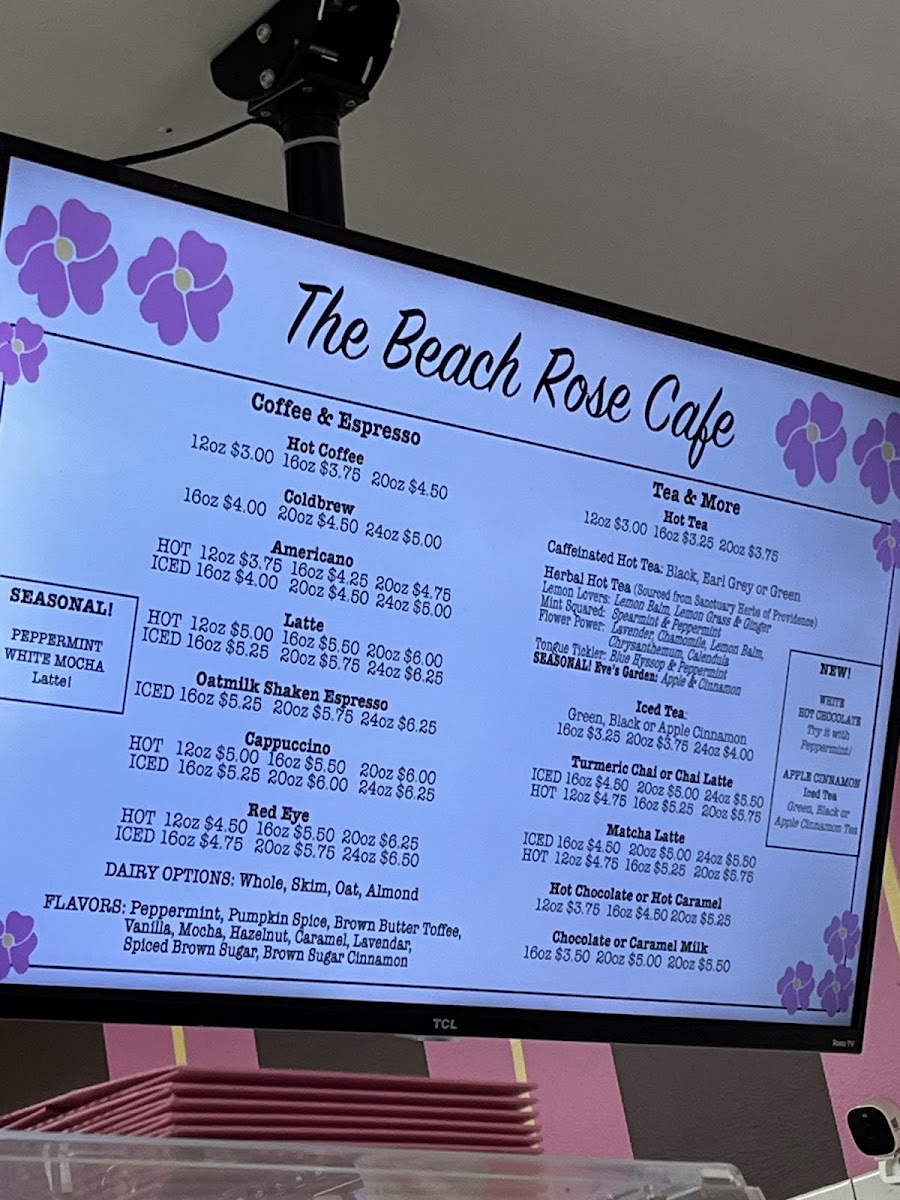 The Beach Rose Cafe
Coffee & Espresso
Hot Coffee
12oz $3.00 16oz $3.75 20oz $4.50
Coldbrew
16oz $4.00 20oz $4.50 24oz $5.00
Americano
HOT 12oz $3.75 16oz $4.25 20oz $4.75
ICED 16oz $4.00 20oz $4.50 24oz $5.00
Latte
HOT 12oz $5.00 16oz $5.50 20oz $6.00
ICED 16oz $5.25 20oz $5.75 24oz $6.25
Oatmilk Shaken Espresso
ICED 16oz $5.25 20oz $5.75 24oz $6.25
Cappuccino
HOT 12oz $5.00 16oz $5.50 20oz $6.00
ICED 16oz $5.25 20oz $6.00 24oz $6.25
Red Eye
HOT 12oz $4.50 16oz $5.50 20oz $6.25
ICED 16oz $4.75 20oz $5.75 24oz $6.50
DAIRY OPTIONS: Whole, Skim, Oat, Almond
FLAVORS: Peppermint, Pumpkin Spice, Brown Butter Toffee,
Vanilla, Mocha, Hazelnut, Caramel, Lavendar,
Spiced Brown Sugar, Brown Sugar Cinnamon
SEASONAL!
PEPPERMINT
WHITE MOCHA
Latte!
Tea & More
Hot Tea
12oz $3.00 16oz $3.25 20oz $3.75
Caffeinated Hot Tea: Black, Earl Grey or Green
Herbal Hot Tea (Sourced from Sanctuary Herbs of Providence)
Lemon Lovers: Lemon Balm, Lemon Grass & Ginger
Mint Squared: Spearmint & Peppermint
Flower Power: Lavender, Chamomile, Lemon Balm,
Chrysanthemum, Calendula
Tongue Tickler: Blue Hyssop & Peppermint
SEASONAL! Eve's Garden: Apple & Cinnamon
Iced Tea:
Green, Black or Apple Cinnamon
16oz $3.25 20oz $3.75 24oz $4.00
Turmeric Chai or Chai Latte
ICED 16oz $4.50 20oz $5.00 24oz $5.50
HOT 12oz $4.75 16oz $5.25 20oz $5.75
Matcha Latte
ICED 16oz $4.50 20oz $5.00 24oz $5.50
HOT 12oz $4.75 16oz $5.25 20oz $5.75
Hot Chocolate or Hot Caramel
12oz $3.75 16oz $4.50 20oz $5.25
Chocolate or Caramel Milk
16oz $3.50 20oz $5.00 20oz $5.50
NEW!
WHITE
HOT CHOCOLATE
Try it with
Peppermint!
APPLE CINNAMON
Iced Tea
Green, Black or
Apple Cinnamon Tea
TCL
Roku TV